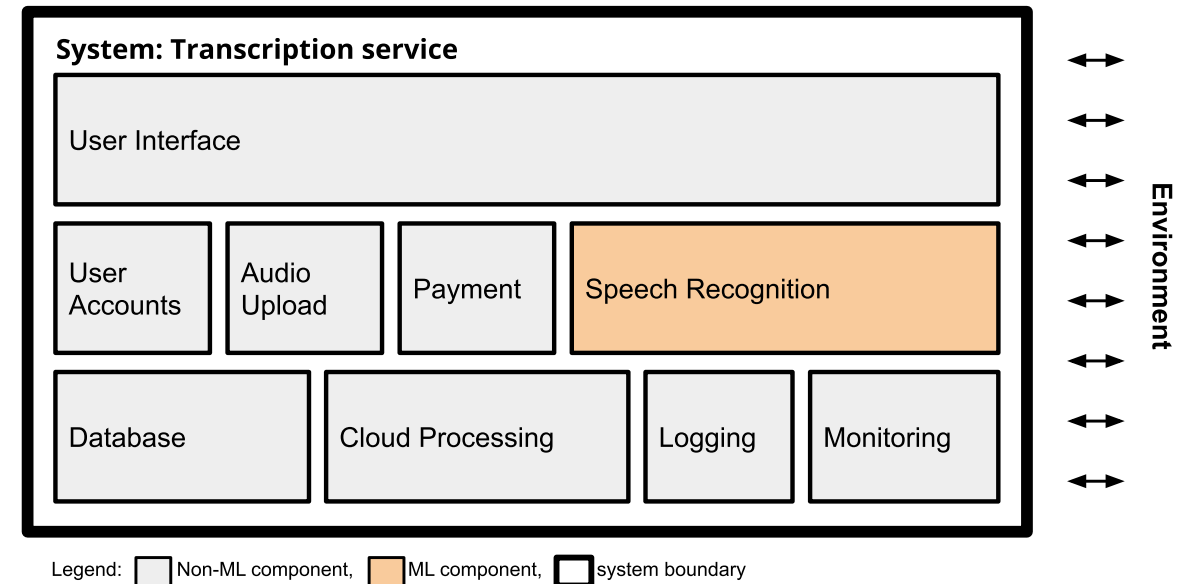 System: Transcription service
User Interface
User
Accounts
Audio
Upload
Payment
Speech Recognition
Database
Cloud Processing
Logging
Monitoring
Environment
Legend: Non-ML component, ML component, system boundary